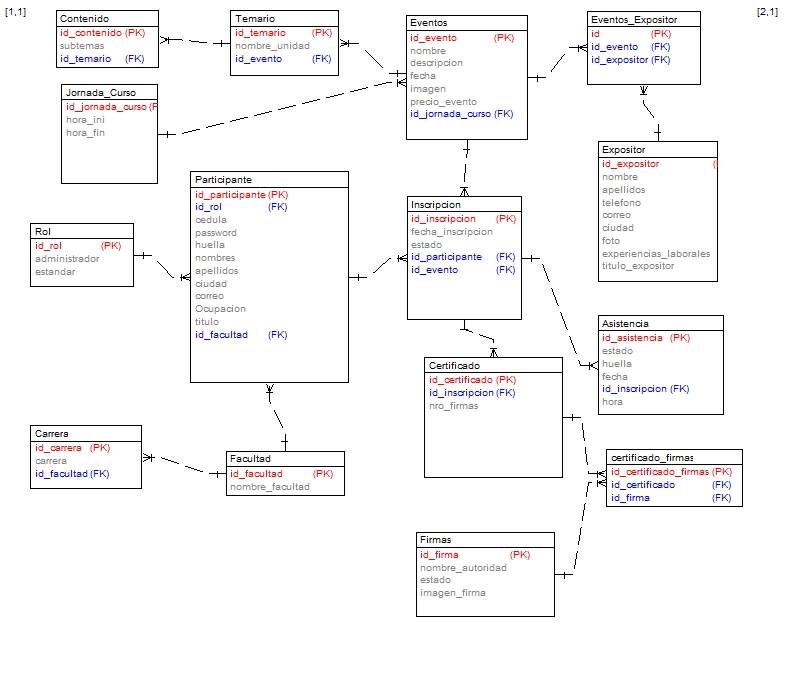 [1,1]
[2,1]
Contenido
id_contenido (PK)
subtemas
id_temario (FK)
Temario
id_temario (PK)
nombre_unidad
id_evento (FK)
Eventos
id_evento (PK)
nombre
descripcion
fecha
imagen
precio_evento
id_jornada_curso (FK)
Eventos_Expositor
id (PK)
id_evento (FK)
id_expositor (FK)
Jornada_Curso
id_jornada_curso (F
hora_ini
hora_fin
Expositor
id_expositor (
nombre
apellidos
telefono
correo
ciudad
foto
experiencias_laborales
titulo_expositor
Participante
id_participante (PK)
id_rol (FK)
cedula
password
huella
nombres
apellidos
ciudad
correo
Ocupacion
titulo
id_facultad (FK)
Inscripcion
id_inscripcion (PK)
fecha_inscripcion
estado
id_participante (FK)
id_evento (FK)
Rol
id_rol (PK)
administrador
estandar
Asistencia
id_asistencia (PK)
estado
huella
fecha
id_inscripcion (FK)
hora
Certificado
id_certificado (PK)
id_inscripcion (FK)
nro_firmas
Carrera
id_carrera (PK)
carrera
id_facultad (FK)
Facultad
id_facultad (PK)
nombre_facultad
certificado_firmas
id_certificado_firmas (PK)
id_certificado (FK)
id_firma (FK)
Firmas
id_firma (PK)
nombre_autoridad
estado
imagen_firma